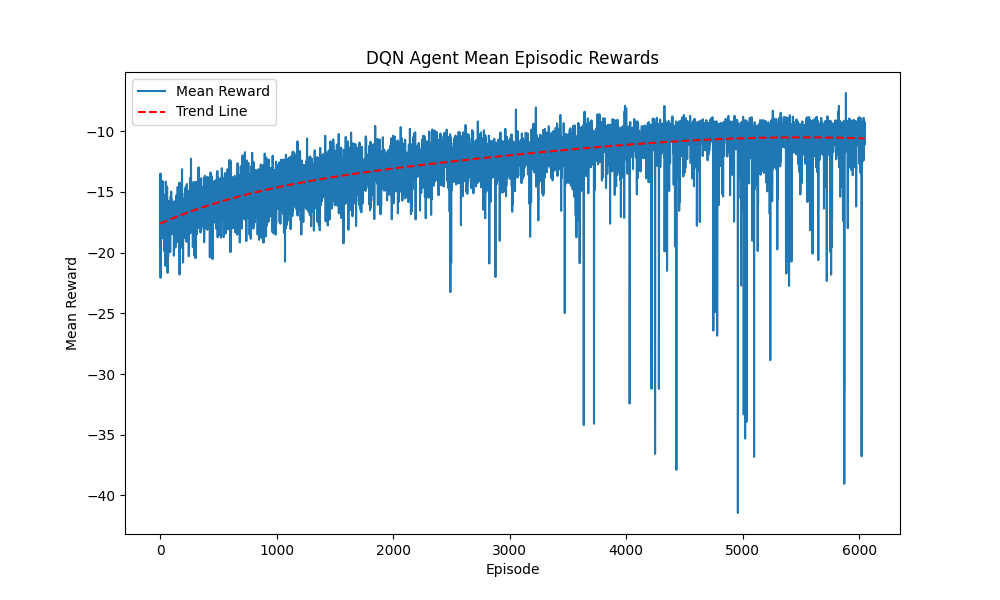 DQN Agent Mean Episodic Rewards
Mean Reward
Trend Line
−10
−15
−20
−25
−30
−35
−40
Mean Reward
0 1000 2000 3000 4000 5000 6000
Episode